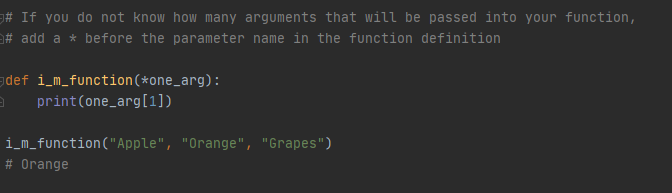 # If you do not know how many arguments that will be passed into your function,
# add a * before the parameter name in the function definition
def i_m_function(*one_arg):
    print(one_arg[1])
i_m_function("Apple", "Orange", "Grapes")
# Orange